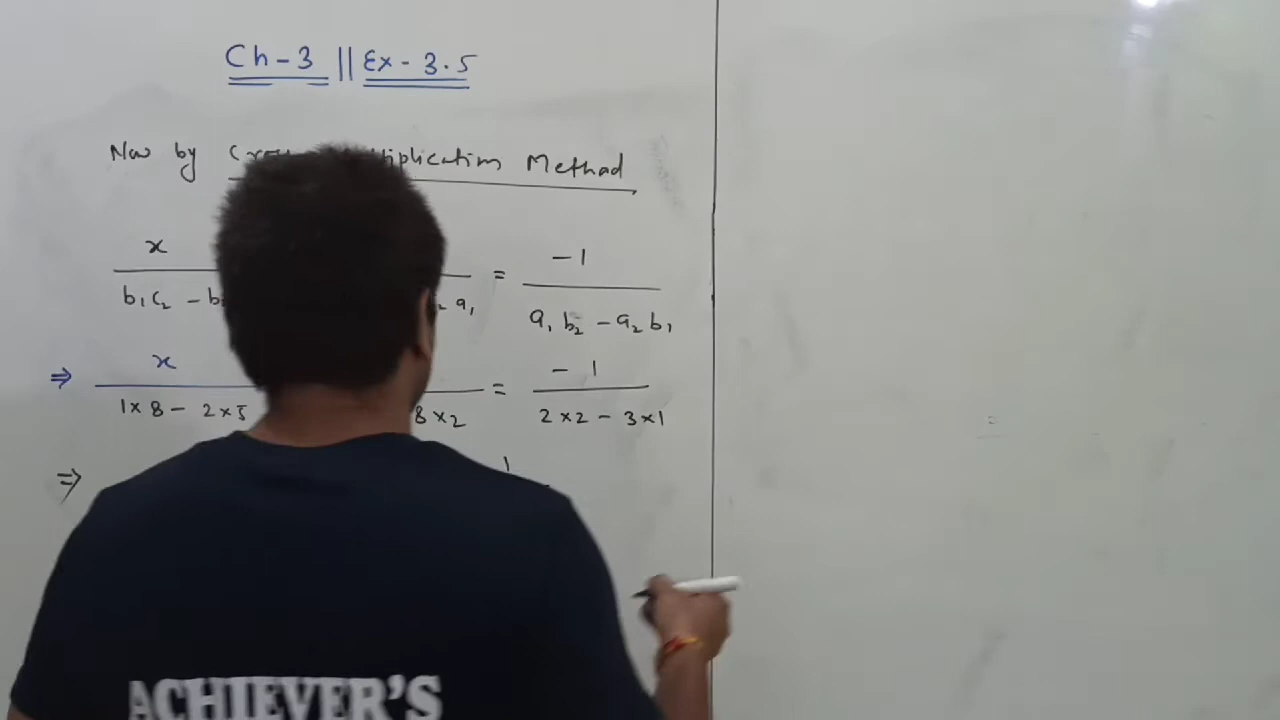 Ch-3 || Ex-3.5
Now by Multiplication Method
x = -1
b₁c₂ - a₁ a₁b₂ - a₂b₁
⇒ x = -1
1×8 - 2×5 8×2 2×2 - 3×1
⇒ 1
ACHIEVER'S